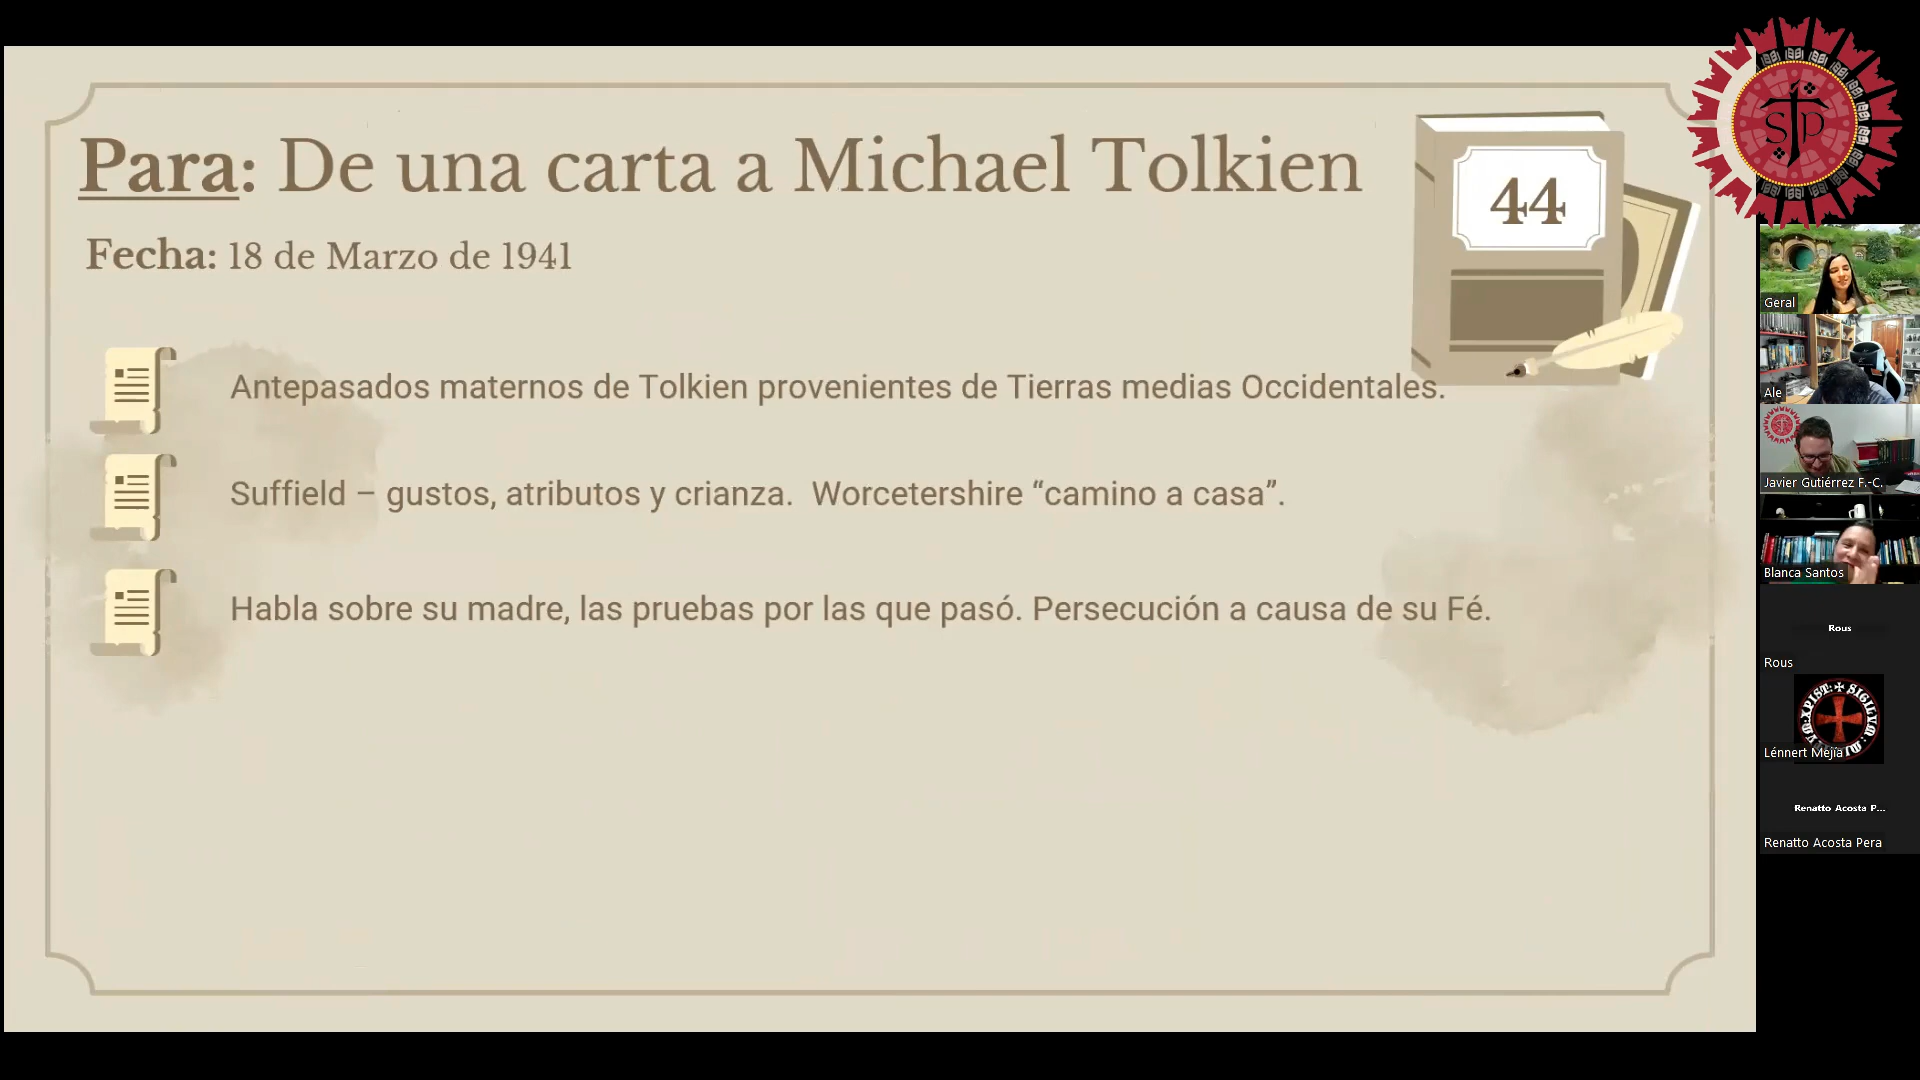 Para: De una carta a Michael Tolkien
44
Fecha: 18 de Marzo de 1941
Antepasados maternos de Tolkien provenientes de Tierras medias Occidentales.
Suffield – gustos, atributos y crianza. Worcetershire “camino a casa”.
Habla sobre su madre, las pruebas por las que pasó. Persecución a causa de su Fé.
STP
Geral
Ale
Javier Gutiérrez F.-C.
Blanca Santos
Rous
Rous
XPISTI: SIGILVM
Lénnert Mejía
Renatto Acosta P...
Renatto Acosta Pera